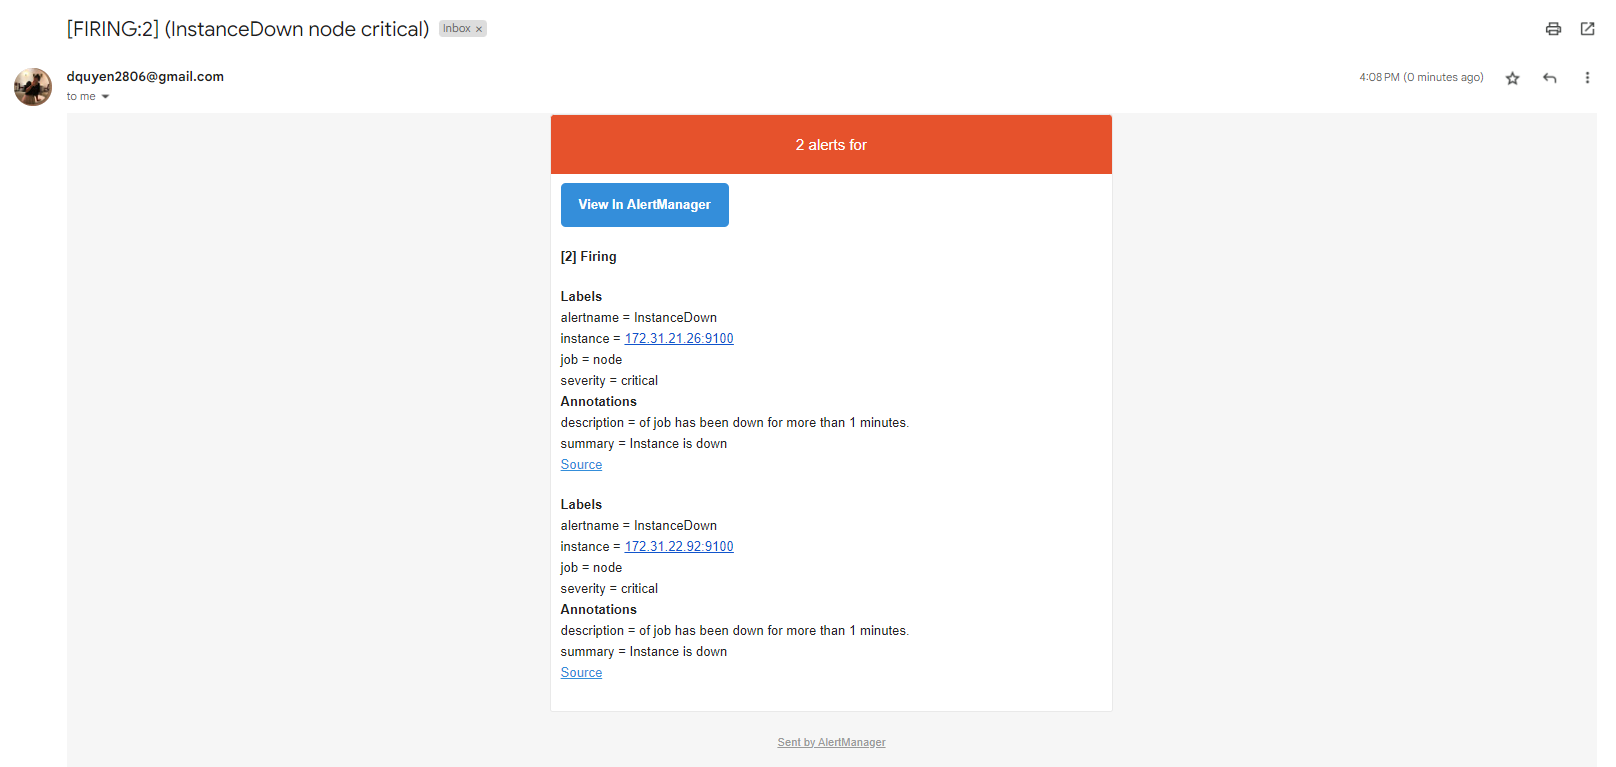 [FIRING:2] (InstanceDown node critical) Inbox ×
dquyen2806@gmail.com
4:08 PM (0 minutes ago)
to me
2 alerts for
View In AlertManager
[2] Firing
Labels
alertname = InstanceDown
instance = 172.31.21.26:9100
job = node
severity = critical
Annotations
description = of job has been down for more than 1 minutes.
summary = Instance is down
Source
Labels
alertname = InstanceDown
instance = 172.31.22.92:9100
job = node
severity = critical
Annotations
description = of job has been down for more than 1 minutes.
summary = Instance is down
Source
Sent by AlertManager